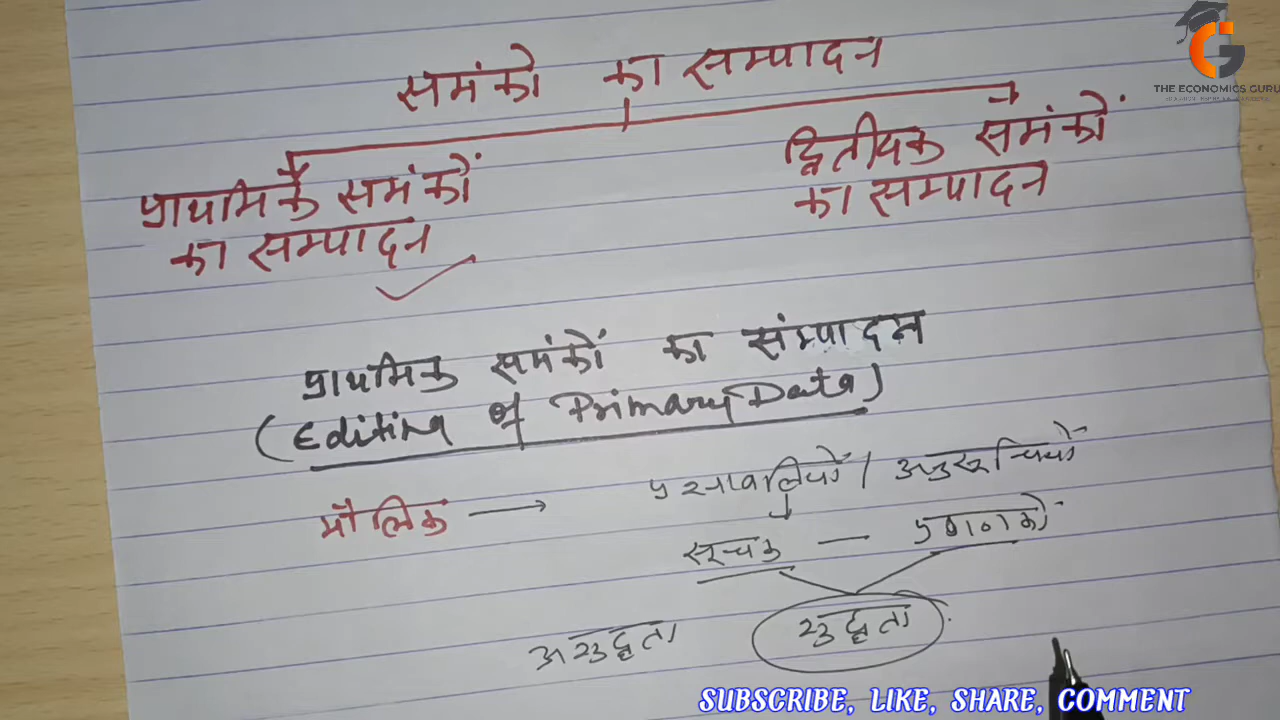 समंको का सम्पादन
प्राथमिक समंकों का सम्पादन
द्वितीयक समंकों का सम्पादन
प्राथमिक समंकों का संम्पादन
(Editing of Primary Data)
मौलिक → प्रश्नावलियों / अनुसूचियों
सूचक — प्रगणकों
अशुद्धता शुद्धता
THE ECONOMICS GURU
SUBSCRIBE, LIKE, SHARE, COMMENT